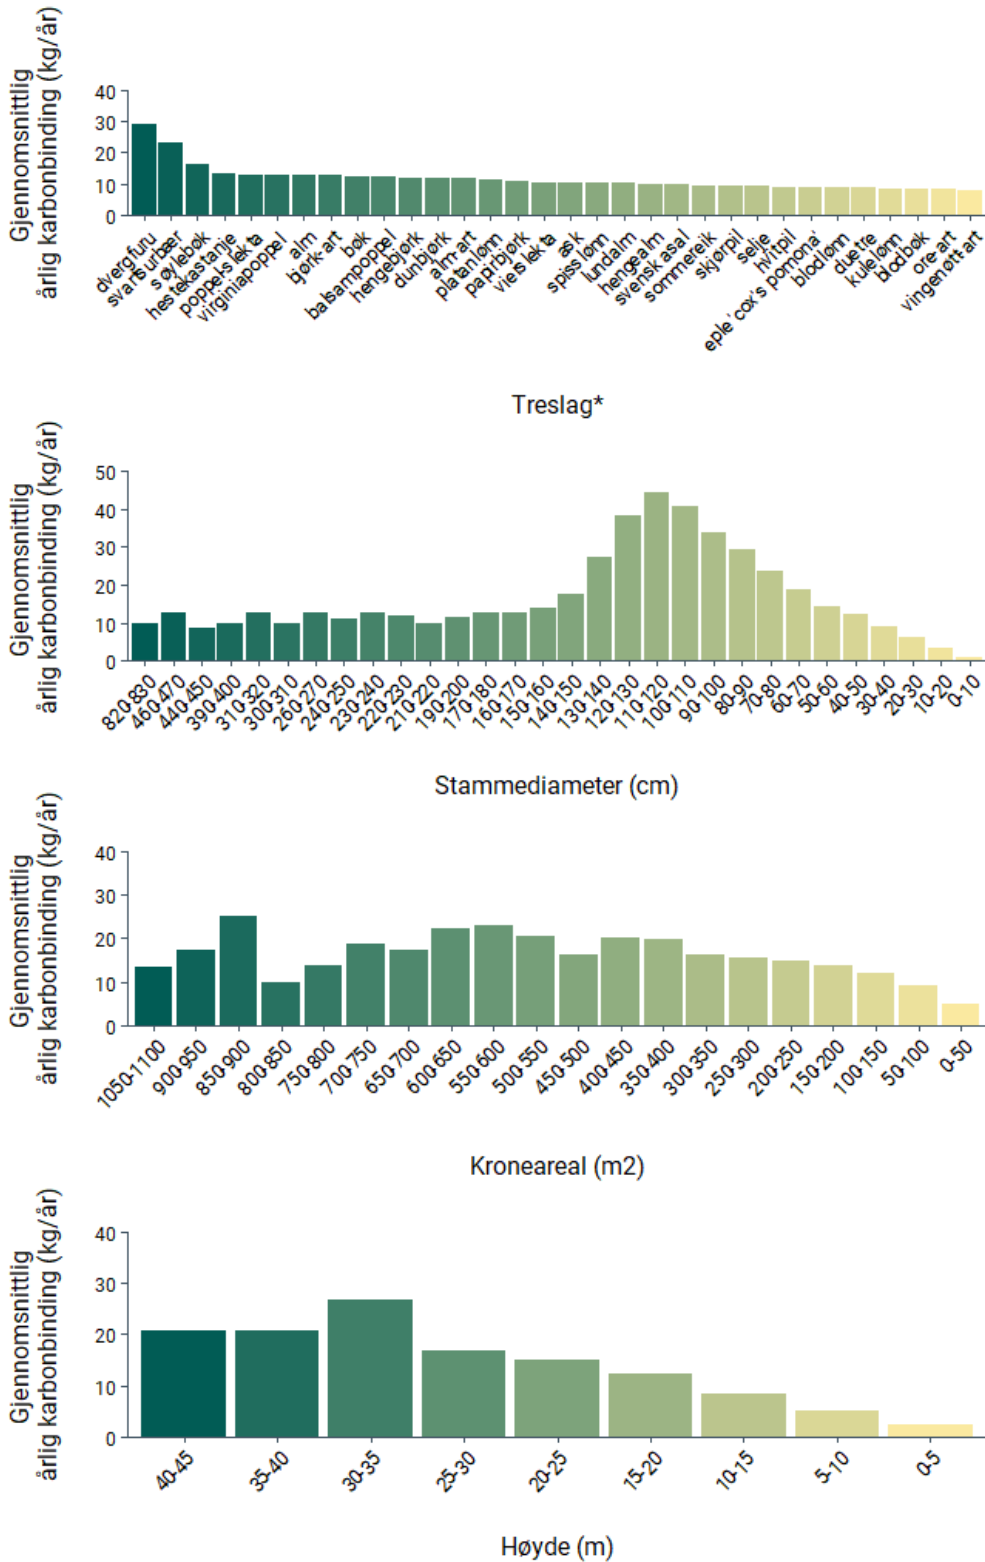 Gjennomsnittlig
årlig karbonbinding (kg/år)
40
30
20
10
0
dvergfuru
svartsurbær
søylebøk
hestekastanje
poppel-slekta
virginiapoppel
alm
bjørk-art
bøk
balsampoppel
hengebjørk
dunbjørk
alm-art
platanlønn
papirbjørk
vierslekta
ask
spisslønn
lundalm
hengealm
svensk asal
sommereik
skjørpil
selje
hvitpil
eple 'cox's pomona'
blodlønn
duette
kulelønn
blodbøk
ore-art
vingenøtt-art
Treslag*
Gjennomsnittlig
årlig karbonbinding (kg/år)
50
40
30
20
10
0
820-830
460-470
440-450
390-400
310-320
300-310
260-270
240-250
230-240
220-230
210-220
190-200
170-180
160-170
150-160
140-150
130-140
120-130
110-120
100-110
90-100
80-90
70-80
60-70
50-60
40-50
30-40
20-30
10-20
0-10
Stammediameter (cm)
Gjennomsnittlig
årlig karbonbinding (kg/år)
40
30
20
10
0
1050-1100
900-950
850-900
800-850
750-800
700-750
650-700
600-650
550-600
500-550
450-500
400-450
350-400
300-350
250-300
200-250
150-200
100-150
50-100
0-50
Kroneareal (m2)
Gjennomsnittlig
årlig karbonbinding (kg/år)
40
30
20
10
0
40-45
35-40
30-35
25-30
20-25
15-20
10-15
5-10
0-5
Høyde (m)